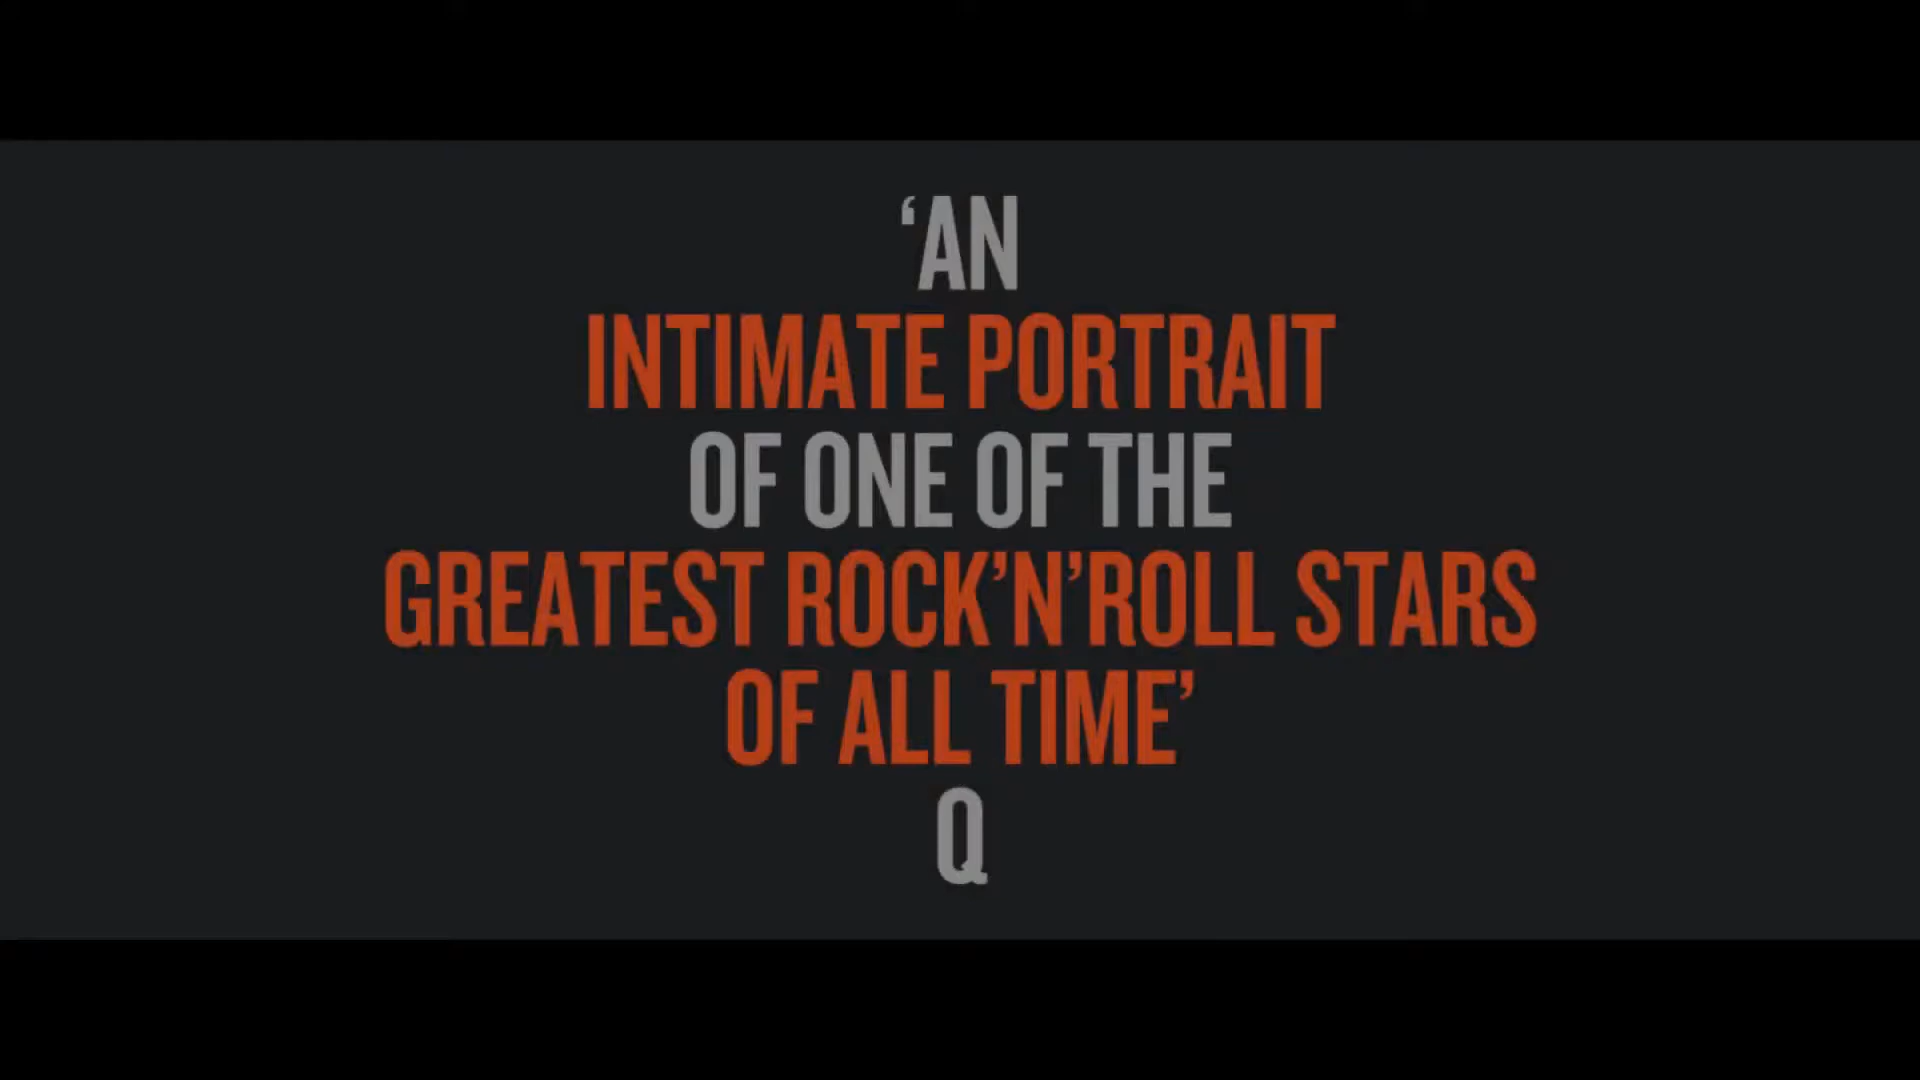 ‘AN
INTIMATE PORTRAIT
OF ONE OF THE
GREATEST ROCK’N’ROLL STARS
OF ALL TIME’
Q